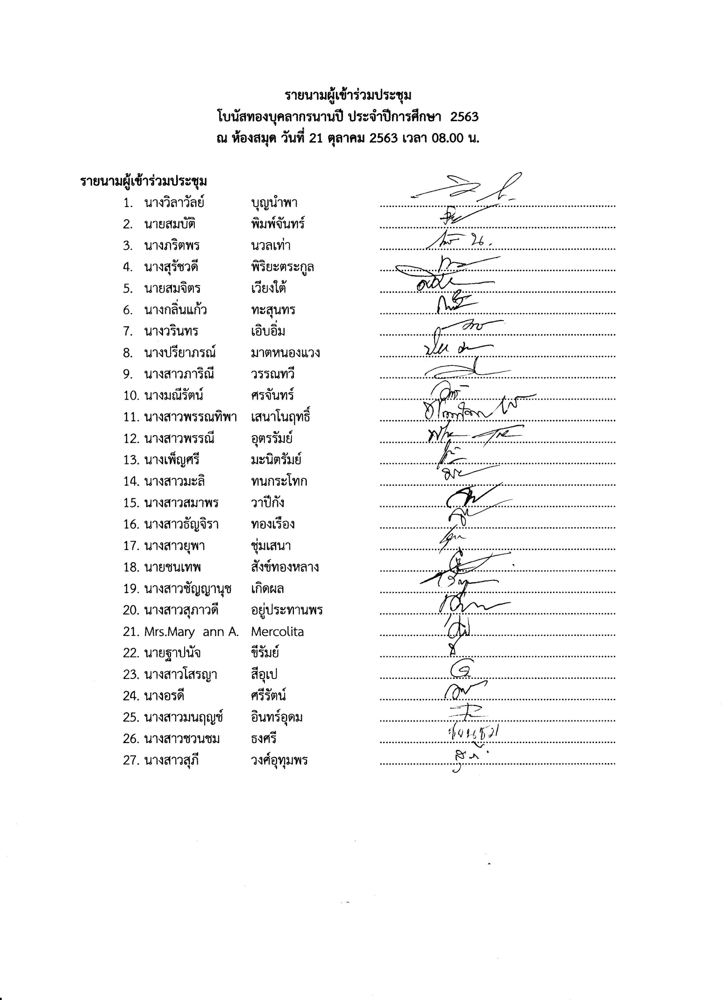 รายนามผู้เข้าร่วมประชุม
โบนัสทองบุคลากรนานปี ประจำปีการศึกษา 2563
ณ ห้องสมุด วันที่ 21 ตุลาคม 2563 เวลา 08.00 น.
รายนามผู้เข้าร่วมประชุม
1. นางวิลาวัลย์ บุญนำพา
2. นายสมบัติ พิมพ์จันทร์
3. นางภริตพร นวลเท่า
4. นางสุรัชวดี พิริยะตระกูล
5. นายสมจิตร เวียงใต้
6. นางกลิ่นแก้ว ทะสุนทร
7. นางวรินทร เอิบอิ่ม
8. นางปรียาภรณ์ มาตหนองแวง
9. นางสาวภาริณี วรรณทวี
10. นางมณีรัตน์ ศรจันทร์
11. นางสาวพรรณทิพา เสนาโนฤทธิ์
12. นางสาวพรรณี อุตรรัมย์
13. นางเพ็ญศรี มะนิตรัมย์
14. นางสาวมะลิ ทนกระโทก
15. นางสาวสมาพร วาปีกัง
16. นางสาวธัญจิรา ทองเรือง
17. นางสาวยุพา ชุ่มเสนา
18. นายชนเทพ สังข์ทองหลาง
19. นางสาวชัญญานุช เกิดผล
20. นางสาวสุภาวดี อยู่ประทานพร
21. Mrs.Mary ann A. Mercolita
22. นายฐาปนัจ ขีรัมย์
23. นางสาวโสรญา สีอุเป
24. นางอรดี ศรีรัตน์
25. นางสาวมนฤญช์ อินทร์อุดม
26. นางสาวชวนชม ธงศรี
27. นางสาวสุภี วงศ์อุทุมพร